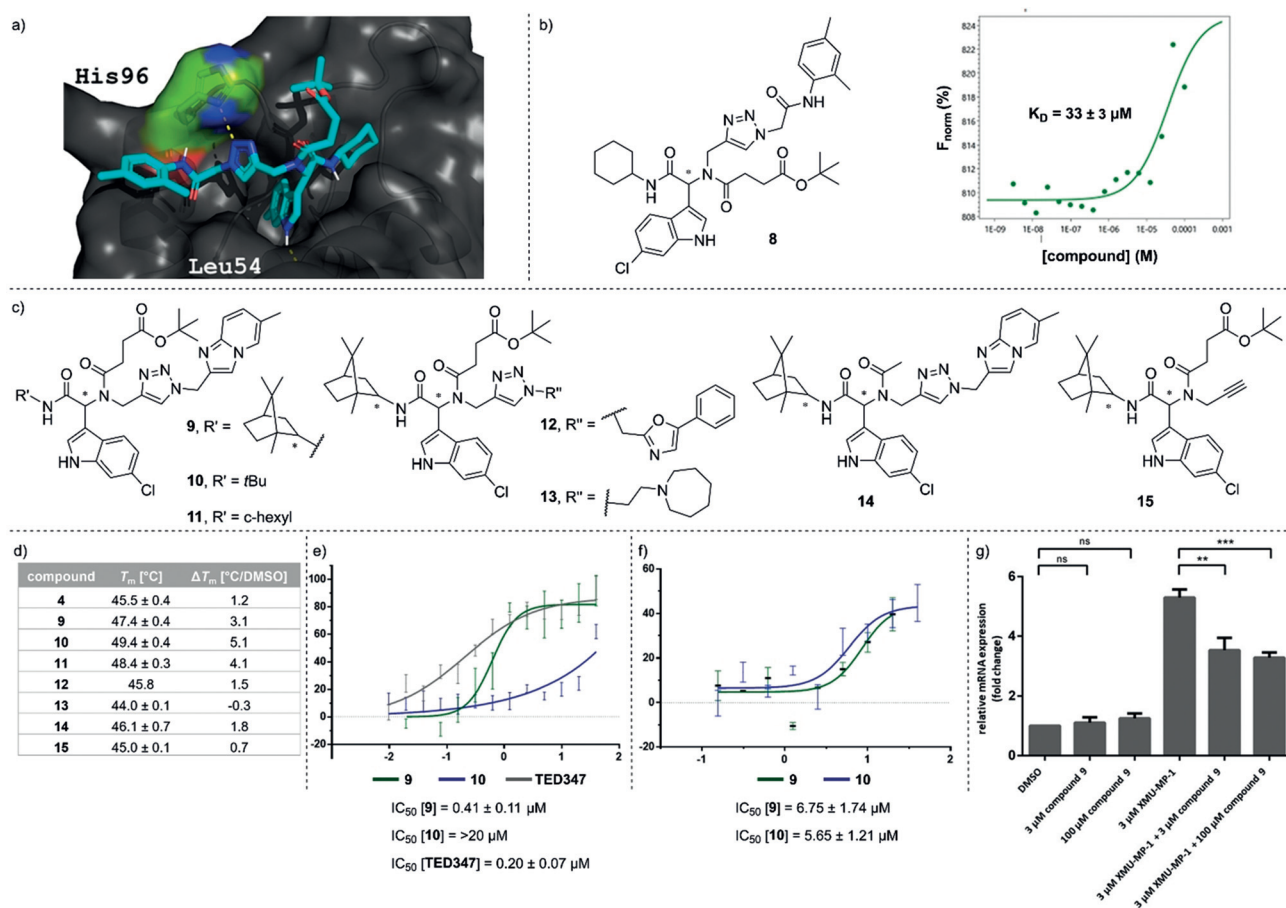 a)
His96
Leu54
b)
N
N
N
O
NH
O
N
H
N
O
O
O
*
Cl
NH
8
F_norm (%)
824
822
820
818
816
814
812
810
808
K_D = 33 ± 3 µM
1E-09
1E-08
1E-07
1E-06
1E-05
0.0001
0.001
[compound] (M)
c)
9, R' =
10, R' = tBu
11, R' = c-hexyl
12
R'' =
13
R'' =
14
15
d)
compound T_m [°C] ΔT_m [°C/DMSO]
4 45.5 ± 0.4 1.2
9 47.4 ± 0.4 3.1
10 49.4 ± 0.4 5.1
11 48.4 ± 0.3 4.1
12 45.8 1.5
13 44.0 ± 0.1 -0.3
14 46.1 ± 0.7 1.8
15 45.0 ± 0.1 0.7
e)
100
80
60
40
20
0
-20
-2 -1 0 1 2
9 10 TED347
IC50 [9] = 0.41 ± 0.11 µM
IC50 [10] = >20 µM
IC50 [TED347] = 0.20 ± 0.07 µM
f)
60
40
20
0
-20
-1 0 1 2
9 10
IC50 [9] = 6.75 ± 1.74 µM
IC50 [10] = 5.65 ± 1.21 µM
g)
relative mRNA expression
(fold change)
8
6
4
2
0
ns
ns
**
***
DMSO
3 µM compound 9
100 µM compound 9
3 µM XMU-MP-1
3 µM XMU-MP-1 + 3 µM compound 9
3 µM XMU-MP-1 + 100 µM compound 9